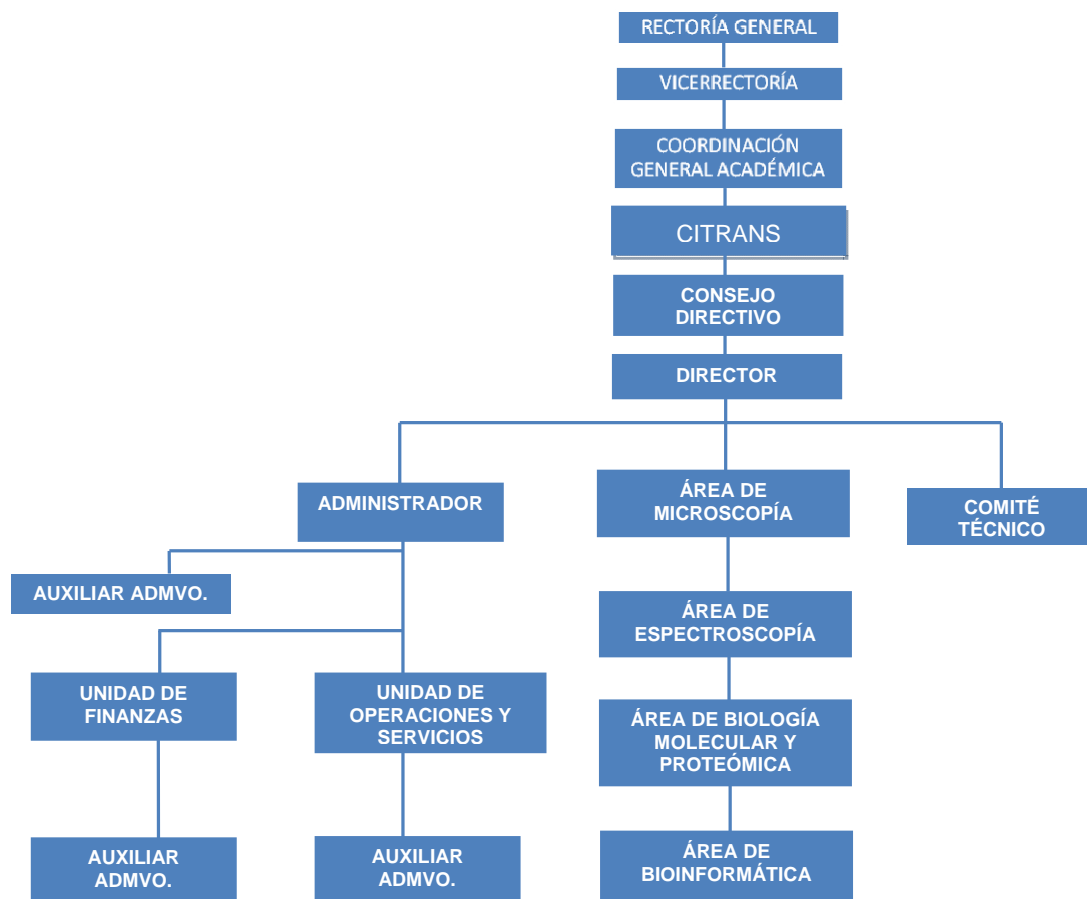 RECTORÍA GENERAL
VICERRECTORÍA
COORDINACIÓN
GENERAL ACADÉMICA
CITRANS
CONSEJO
DIRECTIVO
DIRECTOR
ADMINISTRADOR
ÁREA DE
MICROSCOPÍA
COMITÉ
TÉCNICO
AUXILIAR ADMVO.
ÁREA DE
ESPECTROSCOPÍA
UNIDAD DE
FINANZAS
UNIDAD DE
OPERACIONES Y
SERVICIOS
ÁREA DE BIOLOGÍA
MOLECULAR Y
PROTEÓMICA
AUXILIAR
ADMVO.
AUXILIAR
ADMVO.
ÁREA DE
BIOINFORMÁTICA